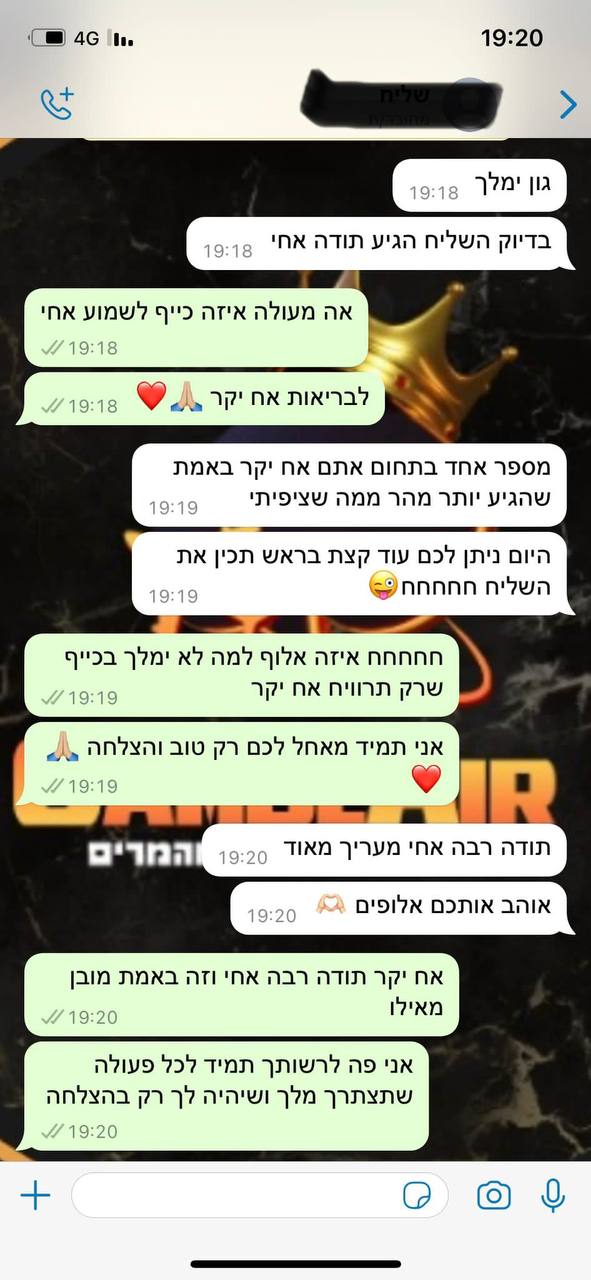 4G
19:20
שליח
גון ימלך
19:18
בדיוק השליח הגיע תודה אחי
19:18
אה מעולה איזה כייף לשמוע אחי
19:18
לבריאות אח יקר 🙏🏼❤️
19:18
מספר אחד בתחום אתם אח יקר באמת
שהגיע יותר מהר ממה שציפיתי
19:19
היום ניתן לכם עוד קצת בראש תכין את
השליח חחחחח😜
19:19
חחחחח איזה אלוף למה לא ימלך בכייף
שרק תרוויח אח יקר
19:19
אני תמיד מאחל לכם רק טוב והצלחה 🙏🏼
❤️
19:19
תודה רבה אחי מעריך מאוד
19:20
אוהב אותכם אלופים 🫶🏻
19:20
אח יקר תודה רבה אחי וזה באמת מובן
מאילו
19:20
אני פה לרשותך תמיד לכל פעולה
שתצתרך מלך ושיהיה לך רק בהצלחה
19:20